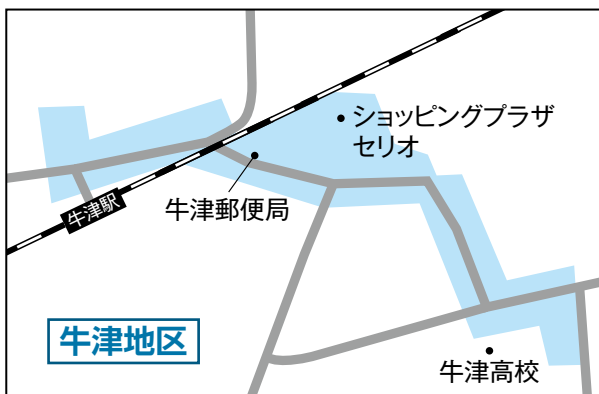 ショッピングプラザ
セリオ
牛津郵便局
牛津駅
牛津地区
牛津高校